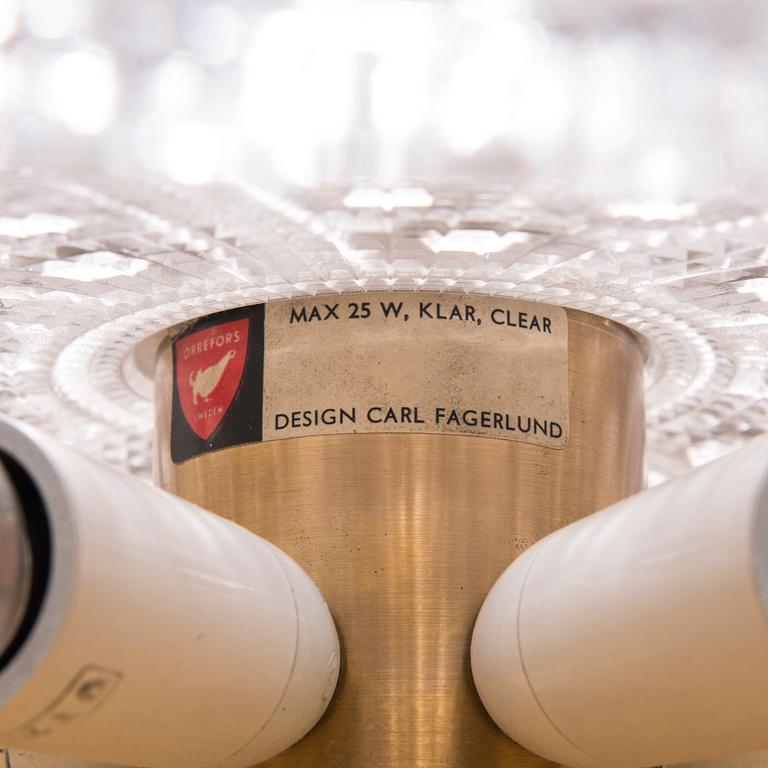 ORREFORS
SWEDEN
MAX 25 W, KLAR, CLEAR
DESIGN CARL FAGERLUND